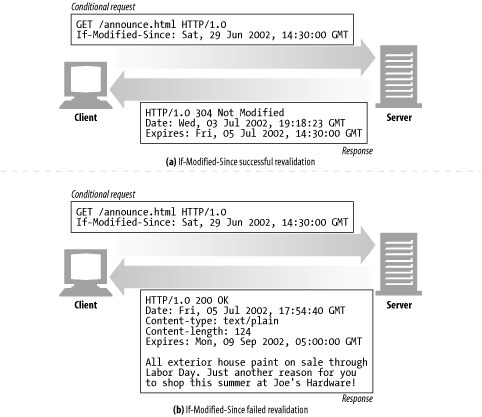 Conditional request
GET /announce.html HTTP/1.0
If-Modified-Since: Sat, 29 Jun 2002, 14:30:00 GMT
Client
Server
HTTP/1.0 304 Not Modified
Date: Wed, 03 Jul 2002, 19:18:23 GMT
Expires: Fri, 05 Jul 2002, 14:30:00 GMT
Response
(a) If-Modified-Since successful revalidation
Conditional request
GET /announce.html HTTP/1.0
If-Modified-Since: Sat, 29 Jun 2002, 14:30:00 GMT
Client
Server
HTTP/1.0 200 OK
Date: Fri, 05 Jul 2002, 17:54:40 GMT
Content-type: text/plain
Content-length: 124
Expires: Mon, 09 Sep 2002, 05:00:00 GMT
All exterior house paint on sale through
Labor Day. Just another reason for you
to shop this summer at Joe's Hardware!
Response
(b) If-Modified-Since failed revalidation